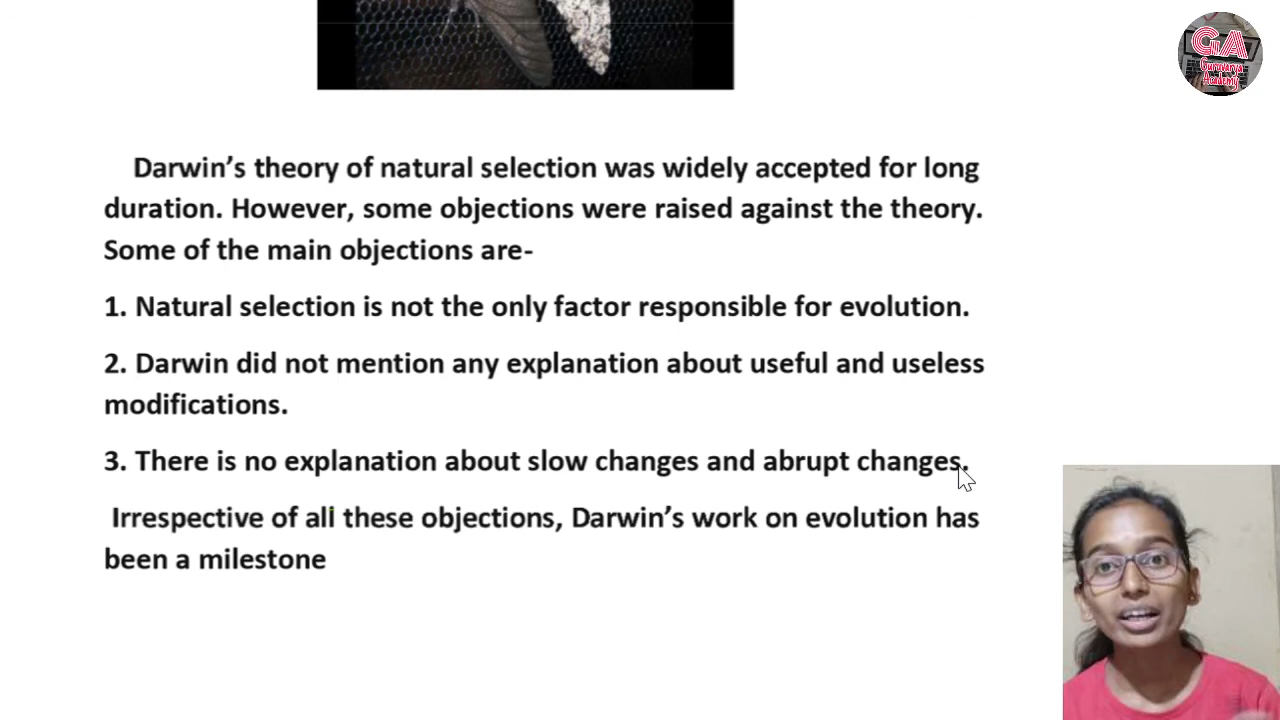 GA
Guruvarya
Academy
Darwin’s theory of natural selection was widely accepted for long
duration. However, some objections were raised against the theory.
Some of the main objections are-
1. Natural selection is not the only factor responsible for evolution.
2. Darwin did not mention any explanation about useful and useless
modifications.
3. There is no explanation about slow changes and abrupt changes.
Irrespective of all these objections, Darwin’s work on evolution has
been a milestone